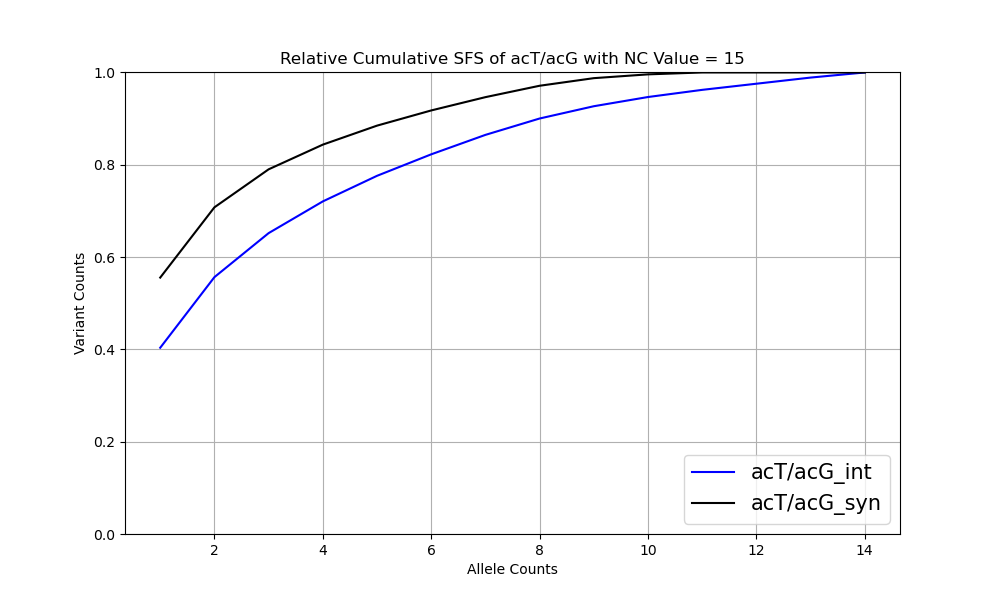 Relative Cumulative SFS of acT/acG with NC Value = 15
1.0
0.8
0.6
0.4
0.2
0.0
Variant Counts
2 4 6 8 10 12 14
Allele Counts
acT/acG_int
acT/acG_syn